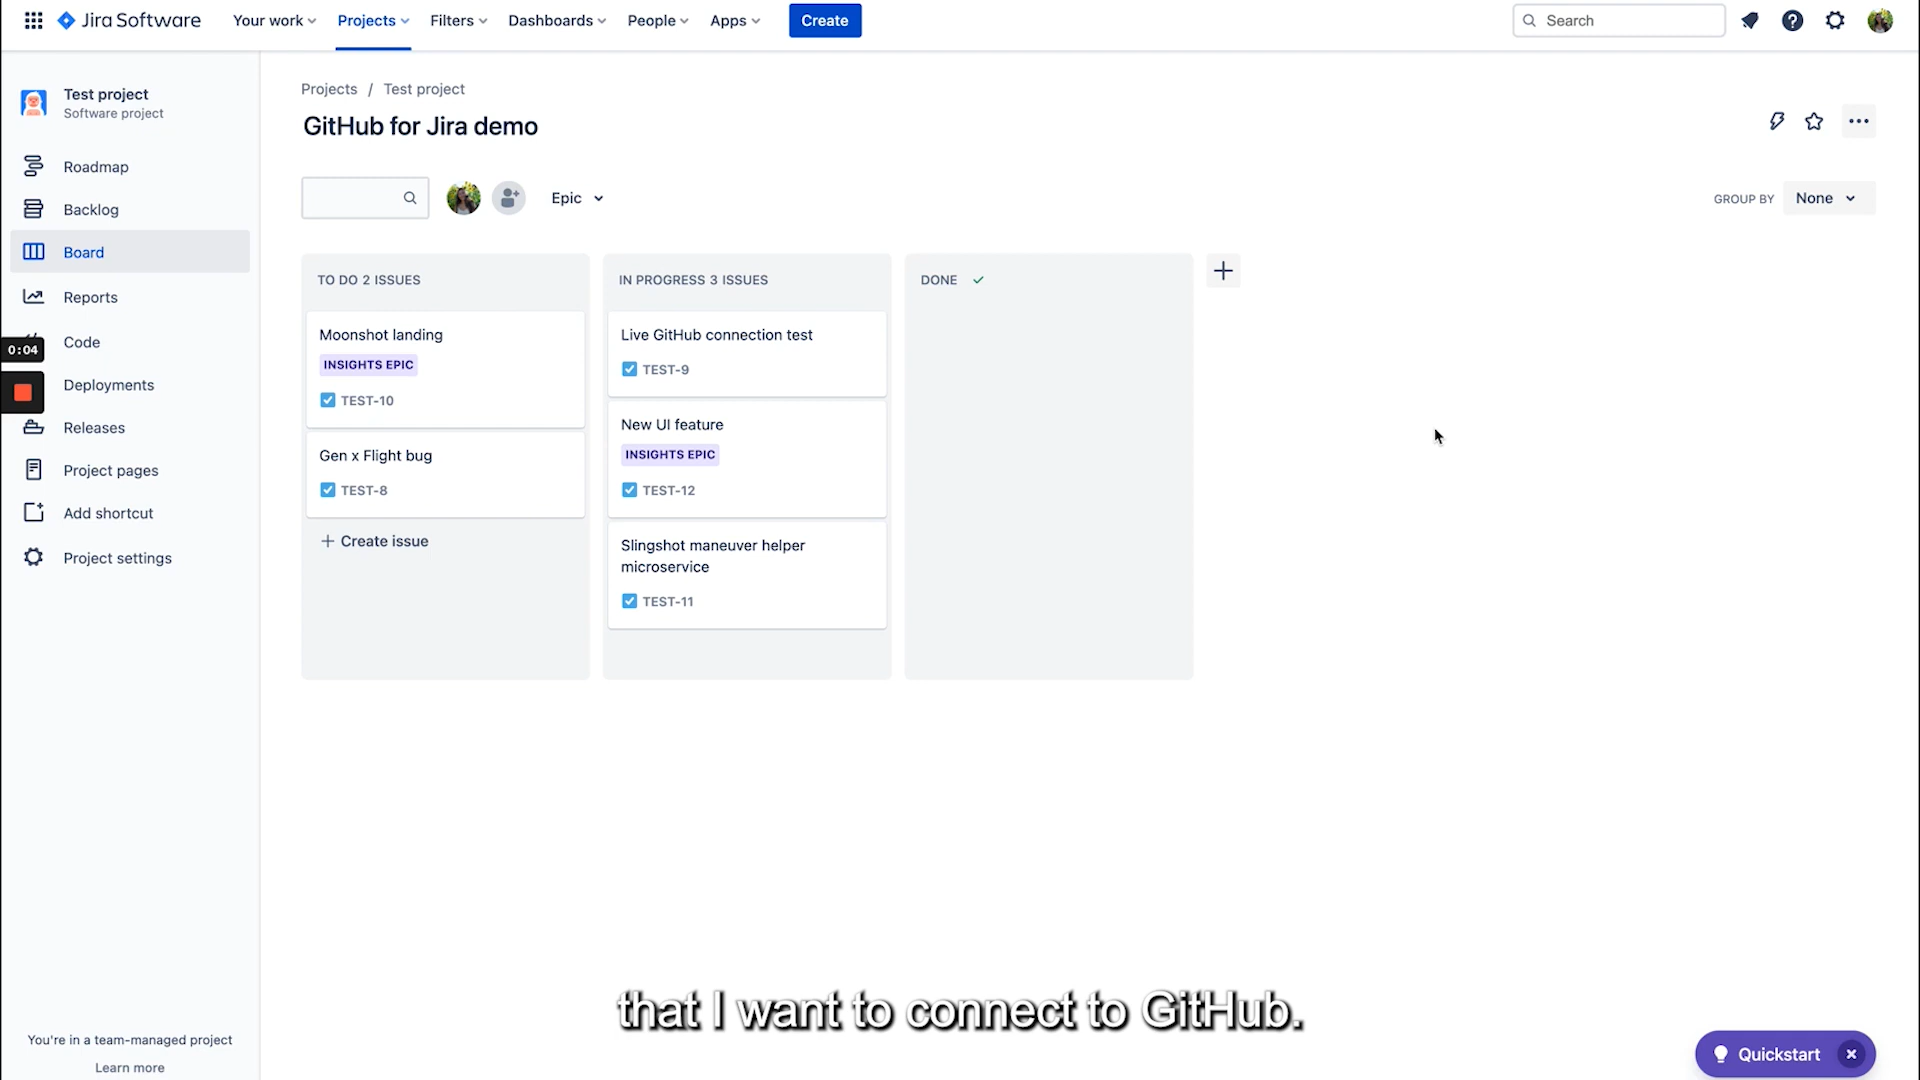 Jira Software
Your work
Projects
Filters
Dashboards
People
Apps
Create
Search
Test project
Software project
Roadmap
Backlog
Board
Reports
0:04
Code
Deployments
Releases
Project pages
Add shortcut
Project settings
You're in a team-managed project
Learn more
Projects / Test project
GitHub for Jira demo
Epic
GROUP BY
None
TO DO 2 ISSUES
Moonshot landing
INSIGHTS EPIC
TEST-10
Gen x Flight bug
TEST-8
+ Create issue
IN PROGRESS 3 ISSUES
Live GitHub connection test
TEST-9
New UI feature
INSIGHTS EPIC
TEST-12
Slingshot maneuver helper
microservice
TEST-11
DONE
that I want to connect to GitHub.
Quickstart